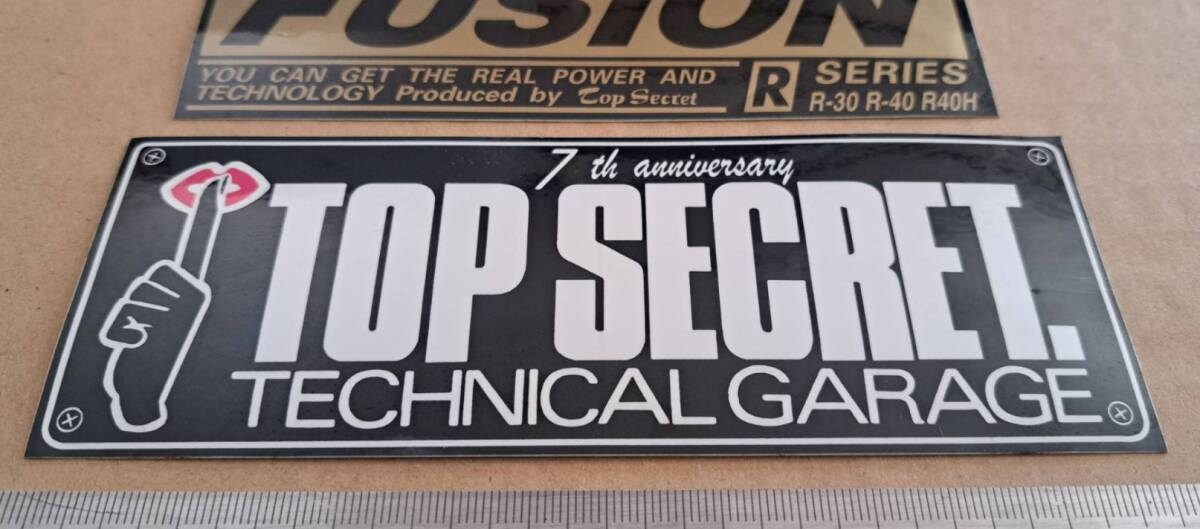 FUSION
YOU CAN GET THE REAL POWER AND
TECHNOLOGY Produced by Top Secret
R SERIES
R-30 R-40 R40H
7 th anniversary
TOP SECRET.
TECHNICAL GARAGE